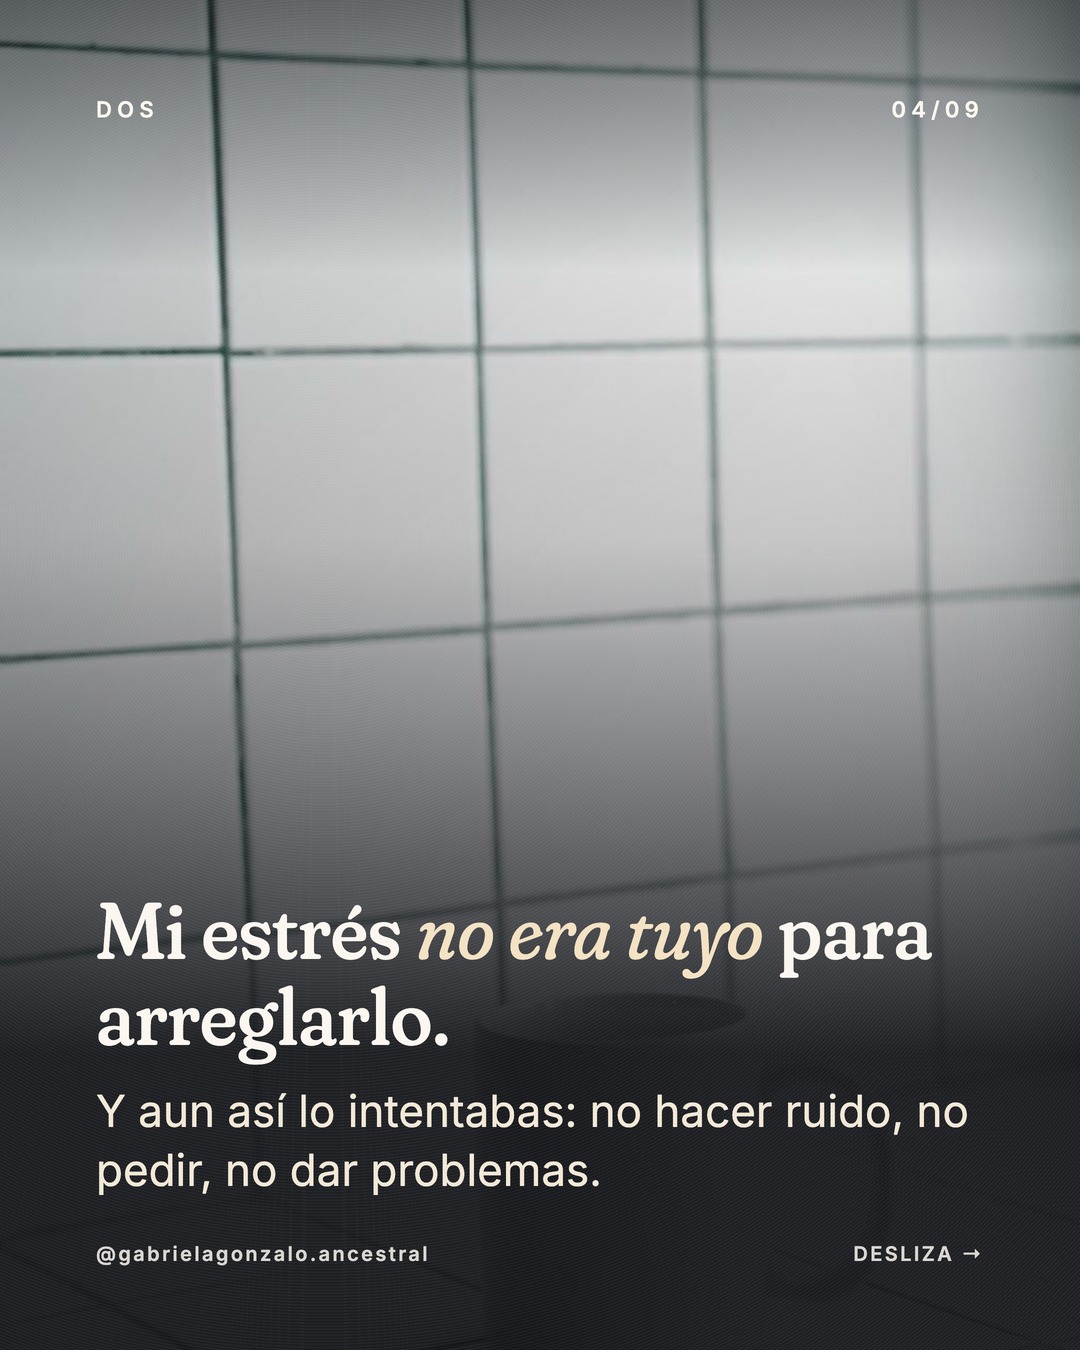 DOS
04/09
Mi estrés no era tuyo para
arreglarlo.
Y aun así lo intentabas: no hacer ruido, no
pedir, no dar problemas.
@gabrielagonzalo.ancestral
DESLIZA →